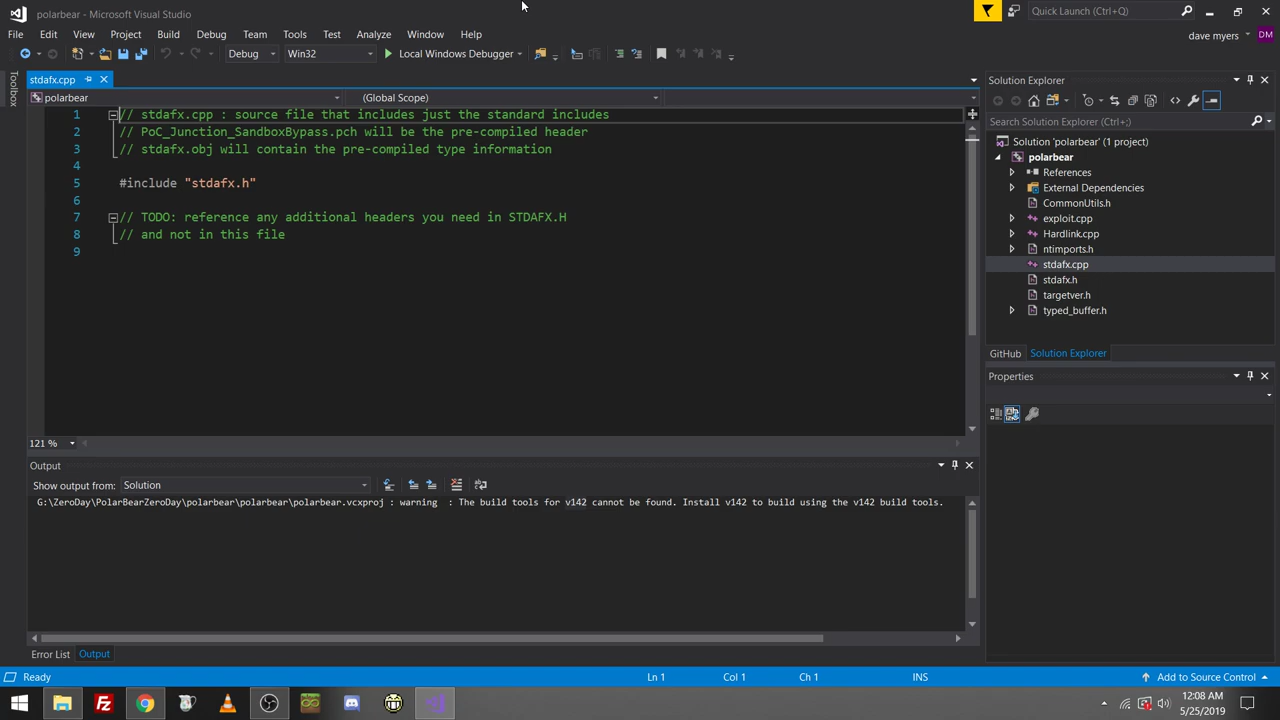 polarbear - Microsoft Visual Studio
Quick Launch (Ctrl+;)
File Edit View Project Build Debug Team Tools Test Analyze Window Help
dave myers
DM
Debug Win32 Local Windows Debugger
Toolbox
stdafx.cpp
polarbear
(Global Scope)
1 // stdafx.cpp : source file that includes just the standard includes
2 // PoC_Junction_SandboxBypass.pch will be the pre-compiled header
3 // stdafx.obj will contain the pre-compiled type information
4
5 #include "stdafx.h"
6
7 // TODO: reference any additional headers you need in STDAFX.H
8 // and not in this file
9
121 %
Solution Explorer
Search Solution Explorer (Ctrl+;)
Solution 'polarbear' (1 project)
polarbear
References
External Dependencies
CommonUtils.h
exploit.cpp
Hardlink.cpp
ntimports.h
stdafx.cpp
stdafx.h
targetver.h
typed_buffer.h
GitHub Solution Explorer
Properties
Output
Show output from: Solution
G:\ZeroDay\PolarBearZeroDay\polarbear\polarbear\polarbear.vcxproj : warning : The build tools for v142 cannot be found. Install v142 to build using the v142 build tools.
Error List Output
Ready
Ln 1 Col 1 Ch 1 INS
Add to Source Control
12:08 AM
5/25/2019